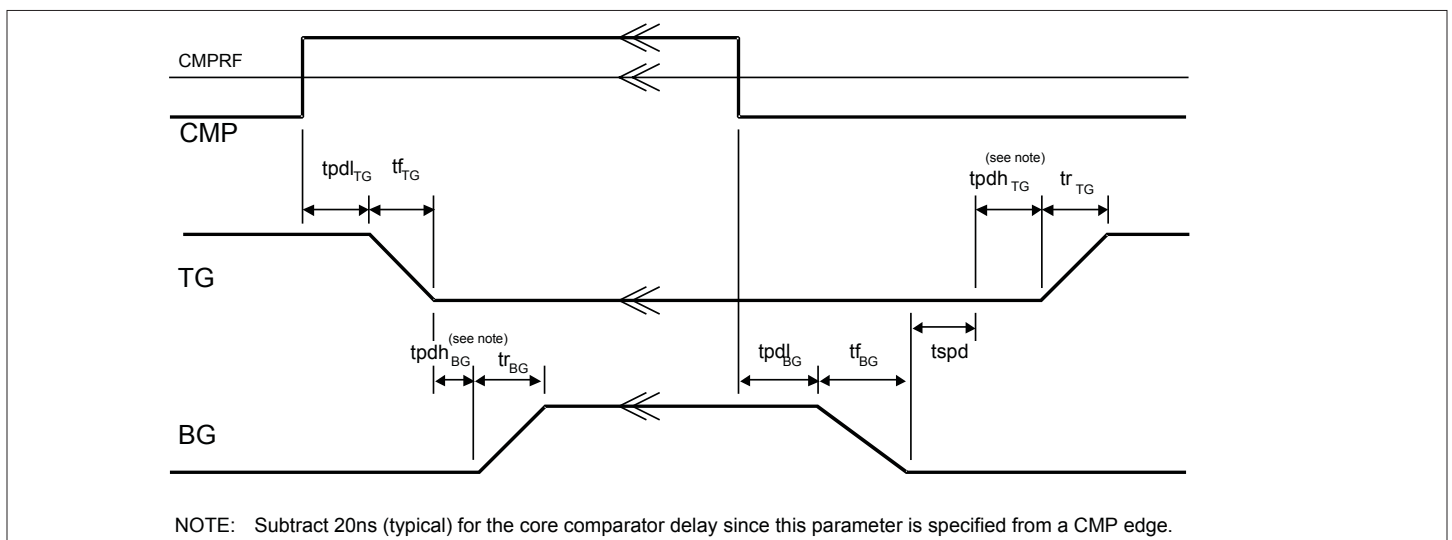 CMPRF
CMP
tpdlTG
tfTG
(see note)
tpdhTG
trTG
TG
(see note)
tpdhBG
trBG
tpdlBG
tfBG
tspd
BG
NOTE: Subtract 20ns (typical) for the core comparator delay since this parameter is specified from a CMP edge.